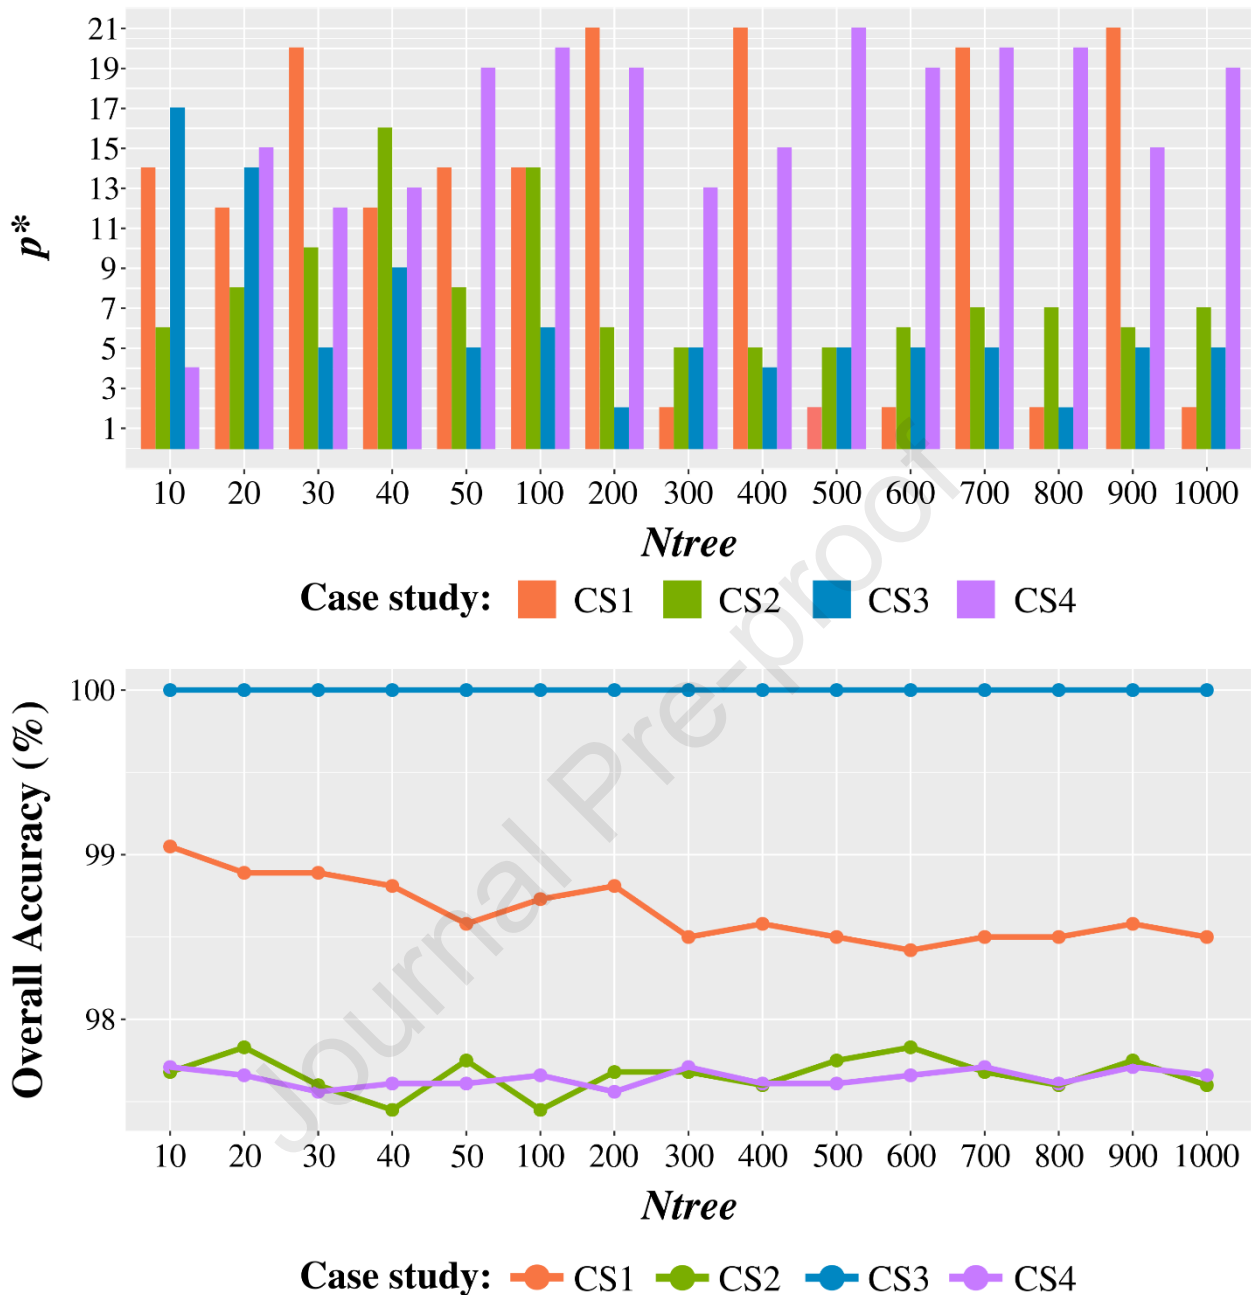 21
19
17
15
13
11
9
7
5
3
1
p*
10 20 30 40 50 100 200 300 400 500 600 700 800 900 1000
Ntree
Case study: CS1 CS2 CS3 CS4
100
99
98
Overall Accuracy (%)
10 20 30 40 50 100 200 300 400 500 600 700 800 900 1000
Ntree
Case study: CS1 CS2 CS3 CS4
Journal Pre-proof